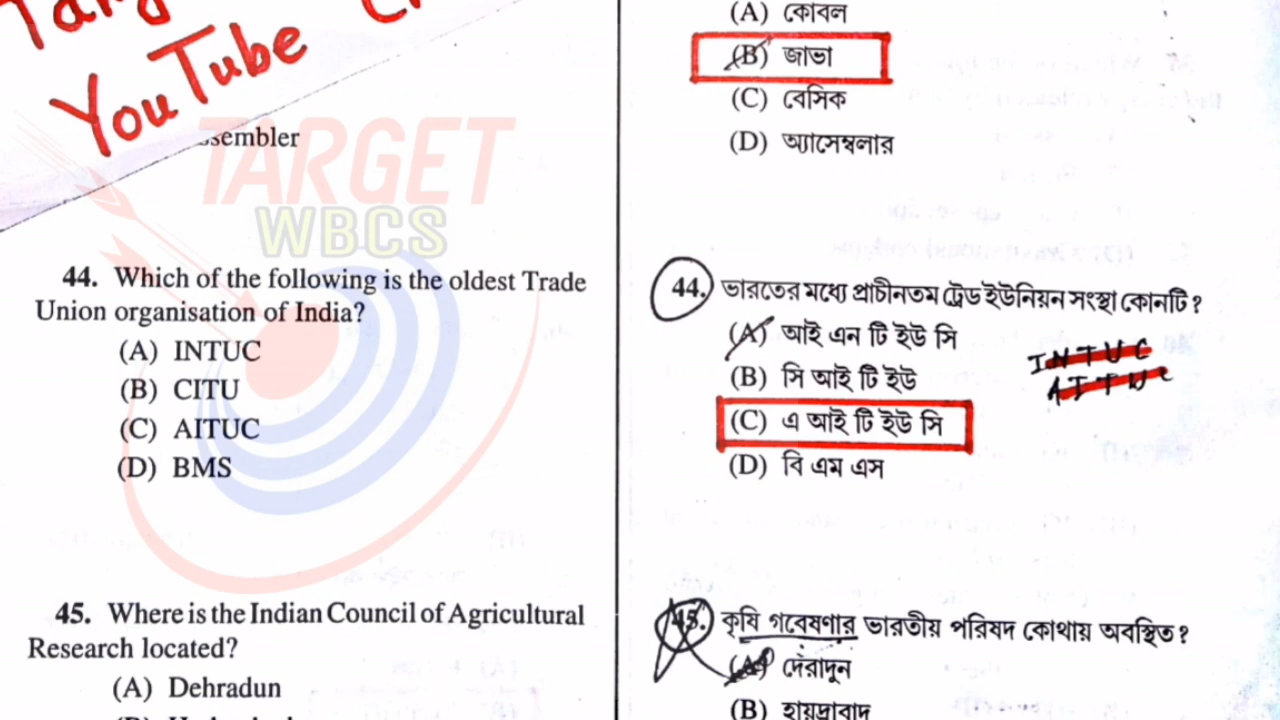 YouTube
sembler
TARGET
WBCS
44. Which of the following is the oldest Trade
Union organisation of India?
(A) INTUC
(B) CITU
(C) AITUC
(D) BMS
45. Where is the Indian Council of Agricultural
Research located?
(A) Dehradun
(A) কোবল
(B) জাভা
(C) বেসিক
(D) অ্যাসেম্বলার
44. ভারতের মধ্যে প্রাচীনতম ট্রেড ইউনিয়ন সংস্থা কোনটি?
(A) আই এন টি ইউ সি
(B) সি আই টি ইউ
(C) এ আই টি ইউ সি
(D) বি এম এস
INTUC
AITUC
45. কৃষি গবেষণার ভারতীয় পরিষদ কোথায় অবস্থিত?
(A) দেরাদুন
(B) হায়দ্রাবাদ